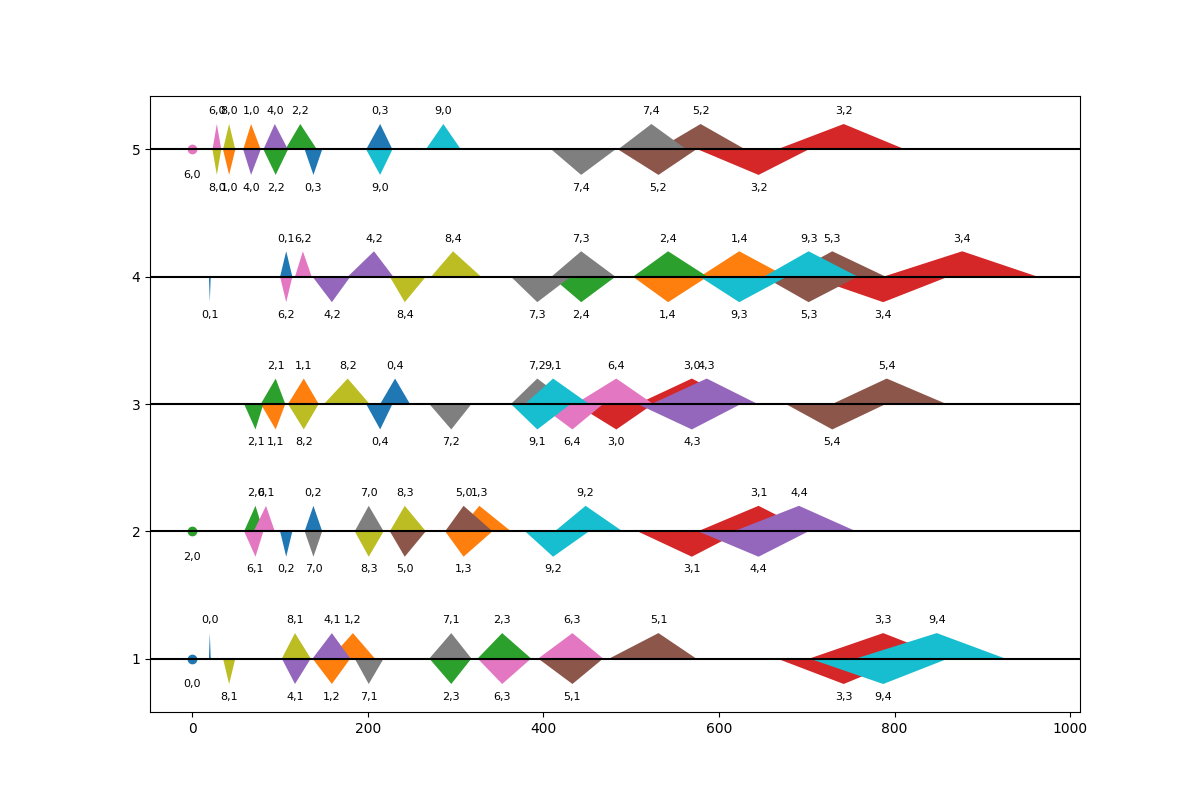 6,0 8,0 1,0 4,0 2,2 0,3 9,0 7,4 5,2 3,2
5
6,0
8,0 1,0 4,0 2,2 0,3 9,0 7,4 5,2 3,2
0,1 6,2 4,2 8,4 7,3 2,4 1,4 9,3 5,3 3,4
4
0,1 6,2 4,2 8,4 7,3 2,4 1,4 9,3 5,3 3,4
2,1 1,1 8,2 0,4 7,2 9,1 6,4 3,0 4,3 5,4
3
2,1 1,1 8,2 0,4 7,2 9,1 6,4 3,0 4,3 5,4
2,0 6,1 0,2 7,0 8,3 5,0 1,3 9,2 3,1 4,4
2
2,0
6,1 0,2 7,0 8,3 5,0 1,3 9,2 3,1 4,4
0,0 8,1 4,1 1,2 7,1 2,3 6,3 5,1 3,3 9,4
1
0,0
8,1 4,1 1,2 7,1 2,3 6,3 5,1 3,3 9,4
0 200 400 600 800 1000